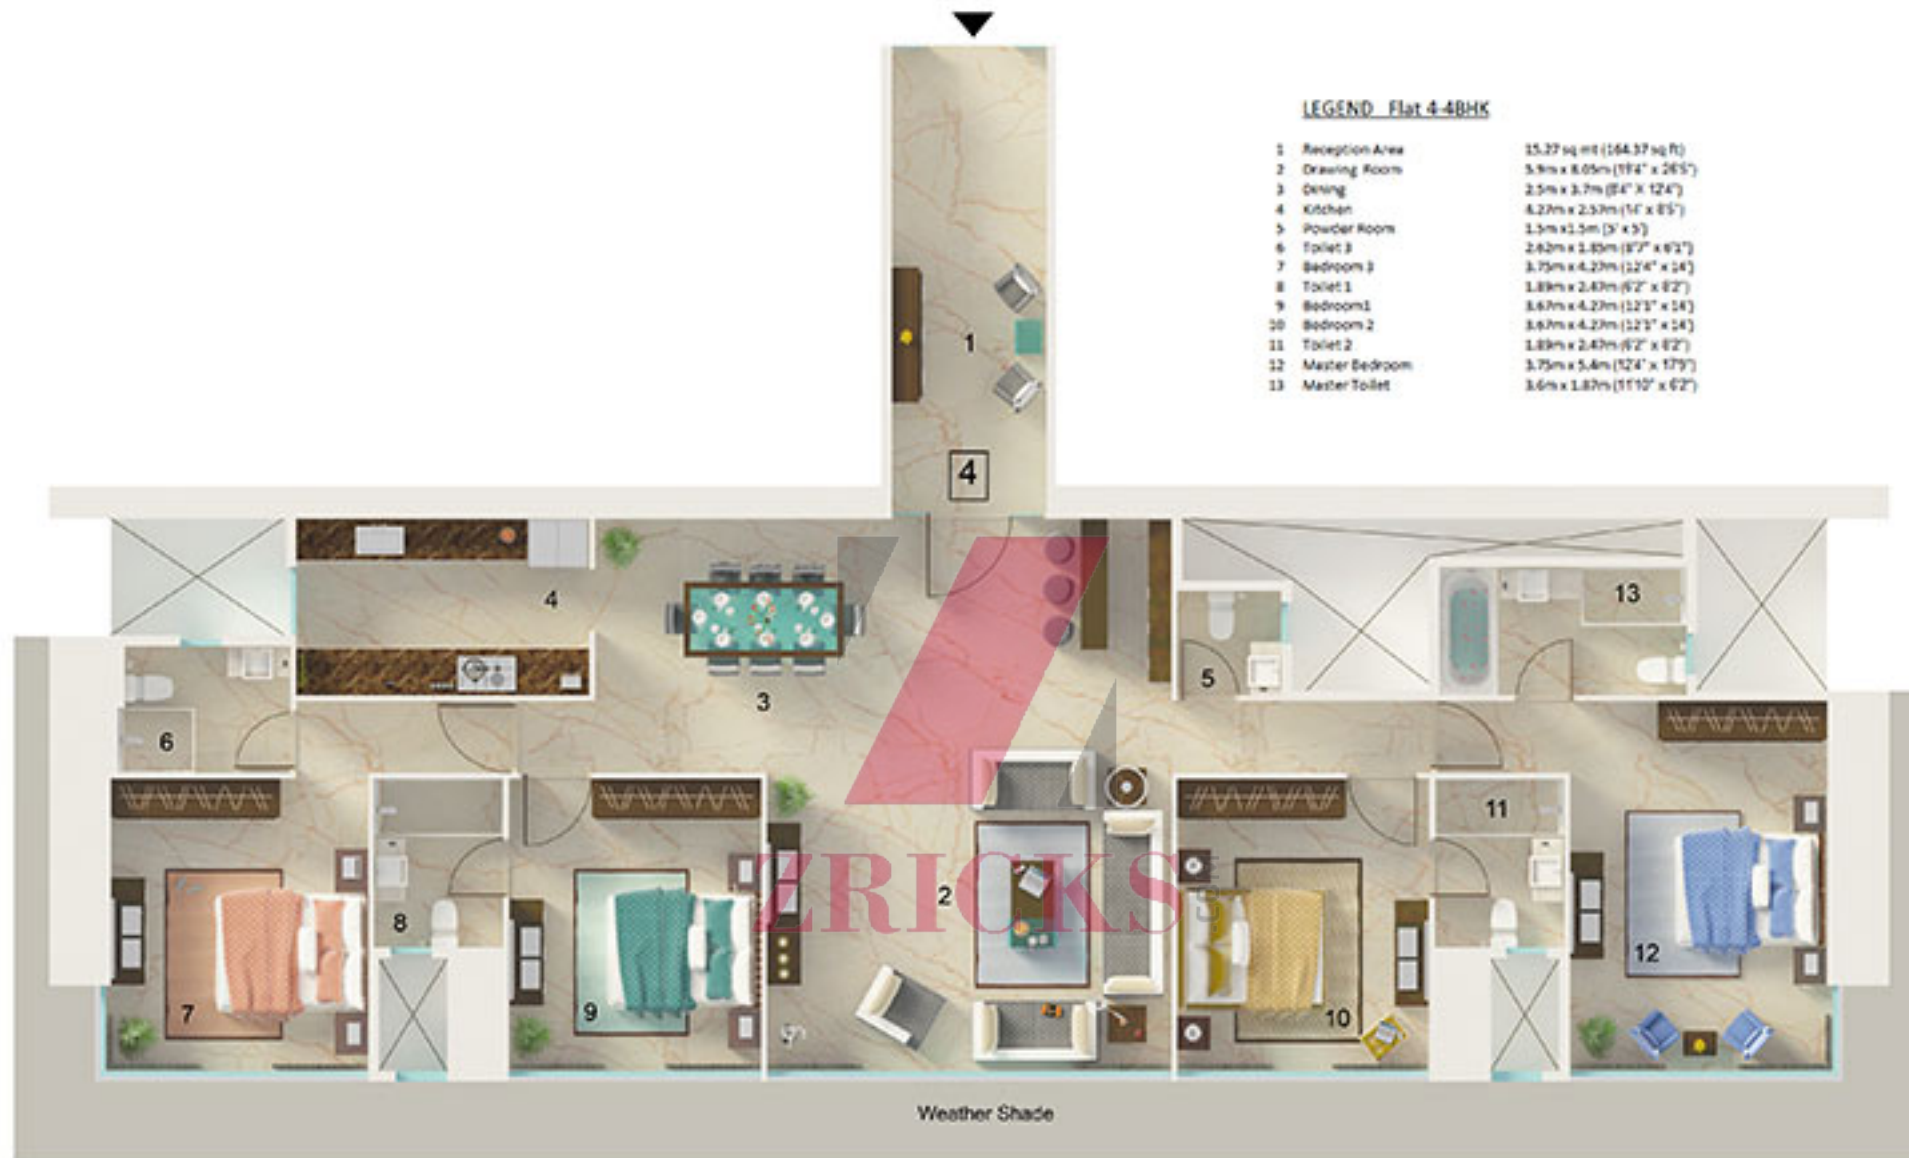 LEGEND Flat 4-4BHK
1 Reception Area 15.27 sq mt (164.37 sq ft)
2 Drawing Room 5.9m x 8.05m (19'4" x 26'5")
3 Dining 2.5m x 3.7m (8'4" X 12'4")
4 Kitchen 4.27m x 2.57m (14' x 8'5")
5 Powder Room 1.5m x1.5m (5' x 5')
6 Toilet 3 2.62m x 1.85m (8'7" x 6'1")
7 Bedroom 3 3.75m x 4.27m (12'4" x 14')
8 Toilet 1 1.89m x 2.47m (6'2" x 8'2")
9 Bedroom1 3.67m x 4.27m (12'1" x 14')
10 Bedroom 2 3.67m x 4.27m (12'1" x 14')
11 Toilet 2 1.89m x 2.47m (6'2" x 8'2")
12 Master Bedroom 3.75m x 5.4m (12'4" x 17'9")
13 Master Toilet 3.6m x 1.87m (11'10" x 6'2")
1
4
4
13
5
3
6
11
2
8
12
7
9
10
ZRICKS
Weather Shade